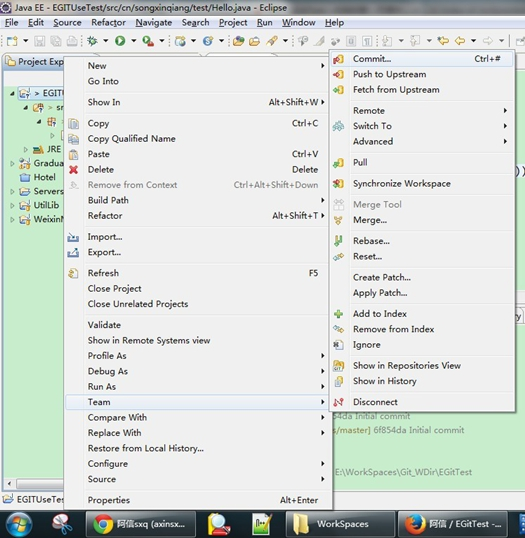 Java EE - EGITUseTest/src/cn/songxinqiang/test/Hello.java - Eclipse
File Edit Source Refactor Navigate Search Project Run Window Help
Project Exp
> EGITU
> sr
JRE
Gradua
Hotel
Servers
UtilLib
WeixinM
New
Go Into
Show In Alt+Shift+W
Copy Ctrl+C
Copy Qualified Name
Paste Ctrl+V
Delete Delete
Remove from Context Ctrl+Alt+Shift+Down
Build Path
Refactor Alt+Shift+T
Import...
Export...
Refresh F5
Close Project
Close Unrelated Projects
Validate
Show in Remote Systems view
Profile As
Debug As
Run As
Team
Compare With
Replace With
Restore from Local History...
Configure
Source
Properties Alt+Enter
Commit... Ctrl+#
Push to Upstream
Fetch from Upstream
Remote
Switch To
Advanced
Pull
Synchronize Workspace
Merge Tool
Merge...
Rebase...
Reset...
Create Patch...
Apply Patch...
Add to Index
Remove from Index
Ignore
Show in Repositories View
Show in History
Disconnect
6f854da Initial commit
s/master] 6f854da Initial commit
E:\WorkSpaces\Git_WDir\EGitTest
EGITUseTes
阿信sxq (axinsx...
WorkSpaces
阿信 / EGitTest -...